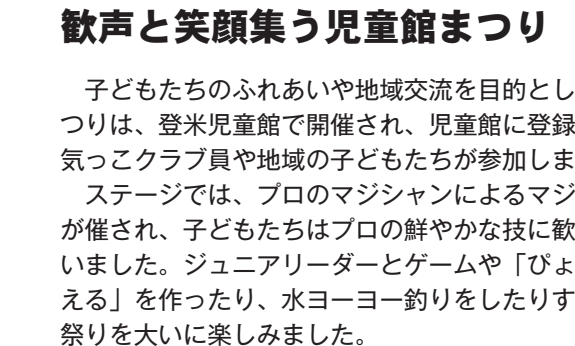 歓声と笑顔集う児童館まつり
子どもたちのふれあいや地域交流を目的とし
つりは、登米児童館で開催され、児童館に登録
気っこクラブ員や地域の子どもたちが参加しま
ステージでは、プロのマジシャンによるマジ
が催され、子どもたちはプロの鮮やかな技に歓
いました。ジュニアリーダーとゲームや「ぴょ
える」を作ったり、水ヨーヨー釣りをしたりす
祭りを大いに楽しみました。